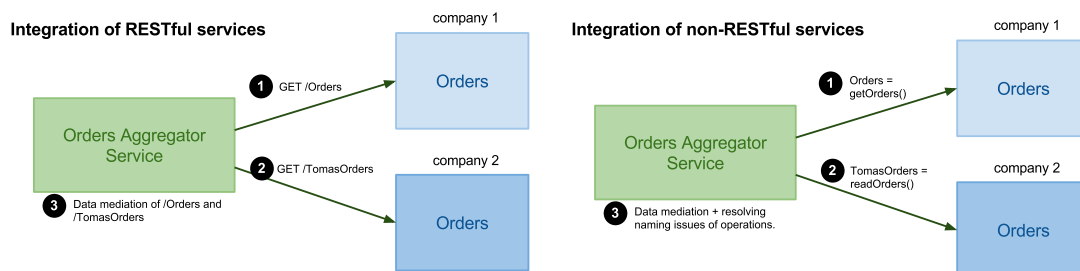 Integration of RESTful services
company 1
Orders
1 GET /Orders
Orders Aggregator
Service
2 GET /TomasOrders
company 2
Orders
3 Data mediation of /Orders and
/TomasOrders
Integration of non-RESTful services
company 1
Orders
1 Orders =
getOrders()
Orders Aggregator
Service
2 TomasOrders =
readOrders()
company 2
Orders
3 Data mediation + resolving
naming issues of operations.